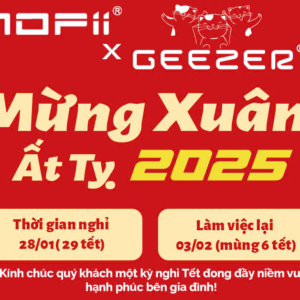 MOFii® x GEEZER®
Mừng Xuân
Ất Tỵ 2025
Thời gian nghỉ
28/01( 29 tết)
Làm việc lại
03/02 (mùng 6 tết)
Kính chúc quý khách một kỳ nghỉ Tết đong đầy niềm vu
hạnh phúc bên gia đình!